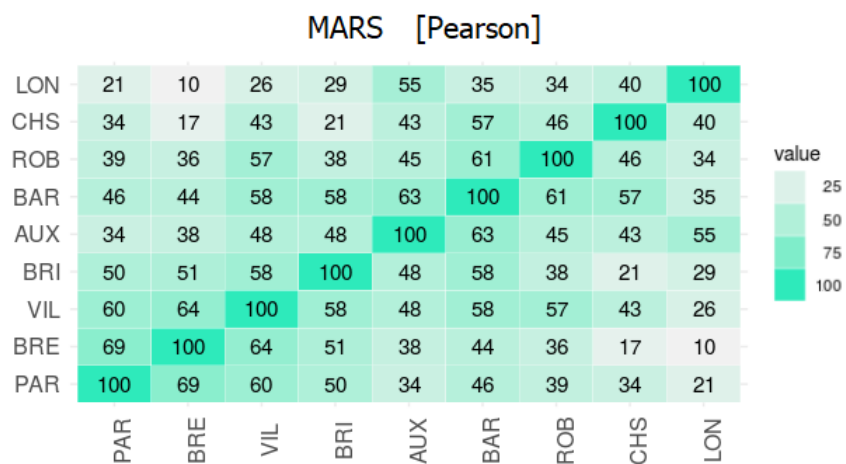 MARS [Pearson]
LON 21 10 26 29 55 35 34 40 100
CHS 34 17 43 21 43 57 46 100 40
ROB 39 36 57 38 45 61 100 46 34
BAR 46 44 58 58 63 100 61 57 35
AUX 34 38 48 48 100 63 45 43 55
BRI 50 51 58 100 48 58 38 21 29
VIL 60 64 100 58 48 58 57 43 26
BRE 69 100 64 51 38 44 36 17 10
PAR 100 69 60 50 34 46 39 34 21
PAR BRE VIL BRI AUX BAR ROB CHS LON
value
25
50
75
100